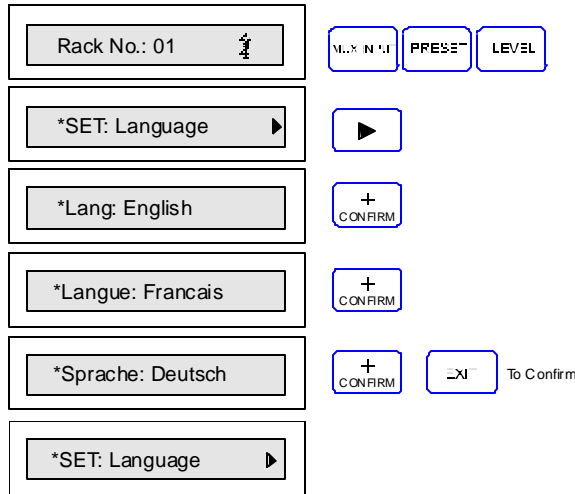 Rack No.: 01
PRESET LEVEL
*SET: Language
*Lang: English
+
CONFIRM
*Langue: Francais
+
CONFIRM
*Sprache: Deutsch
+
CONFIRM
EXIT To Confirm
*SET: Language